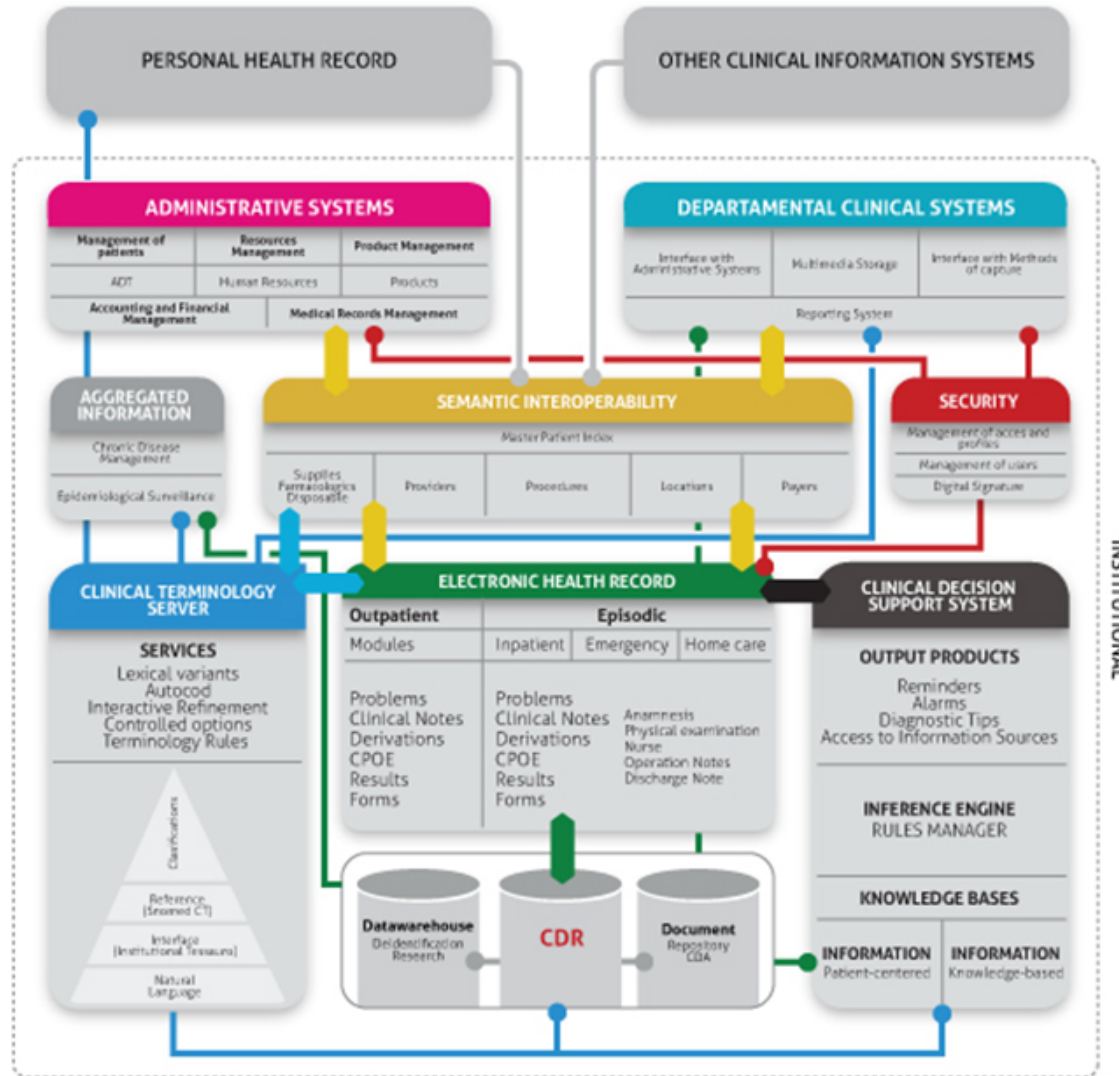 PERSONAL HEALTH RECORD
OTHER CLINICAL INFORMATION SYSTEMS
ADMINISTRATIVE SYSTEMS
Management of
patients
Resources
Management
Product Management
ADT
Human Resources
Products
Accounting and Financial
Management
Medical Records Management
DEPARTAMENTAL CLINICAL SYSTEMS
Interface with
Administrative Systems
Multimedia Storage
Interface with Methods
of capture
Reporting System
AGGREGATED
INFORMATION
Chronic Disease
Management
Epidemiological Surveillance
SEMANTIC INTEROPERABILITY
Master Patient Index
Supplies
Farmacologics
Disposable
Providers
Procedures
Locations
Payers
SECURITY
Management of acces and
profiles
Management of users
Digital Signature
INSTITUTIONAL
CLINICAL TERMINOLOGY
SERVER
SERVICES
Lexical variants
Autocod
Interactive Refinement
Controlled options
Terminology Rules
Clasifications
Reference
(Snomed CT)
Interface
(Institutional Tessauro)
Natural
Language
ELECTRONIC HEALTH RECORD
Outpatient
Episodic
Modules
Inpatient
Emergency
Home care
Problems
Clinical Notes
Derivations
CPOE
Results
Forms
Problems
Clinical Notes
Derivations
CPOE
Results
Forms
Anamnesis
Physical examination
Nurse
Operation Notes
Discharge Note
Datawarehouse
Deidentification
Research
CDR
Document
Repository
CDA
CLINICAL DECISION
SUPPORT SYSTEM
OUTPUT PRODUCTS
Reminders
Alarms
Diagnostic Tips
Access to Information Sources
INFERENCE ENGINE
RULES MANAGER
KNOWLEDGE BASES
INFORMATION
Patient-centered
INFORMATION
Knowledge-based